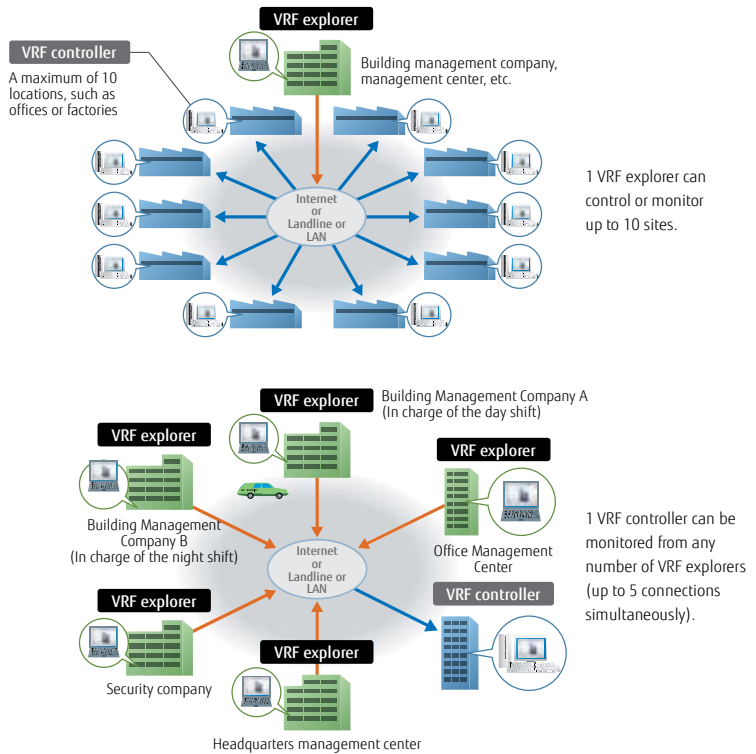 VRF explorer
VRF controller
A maximum of 10
locations, such as
offices or factories
Building management company,
management center, etc.
Internet
or
Landline or
LAN
1 VRF explorer can
control or monitor
up to 10 sites.
VRF explorer
Building Management Company A
(In charge of the day shift)
VRF explorer
Building Management
Company B
(In charge of the night shift)
VRF explorer
Office Management
Center
Internet
or
Landline or
LAN
1 VRF controller can be
monitored from any
number of VRF explorers
(up to 5 connections
simultaneously).
VRF explorer
Security company
VRF controller
VRF explorer
Headquarters management center